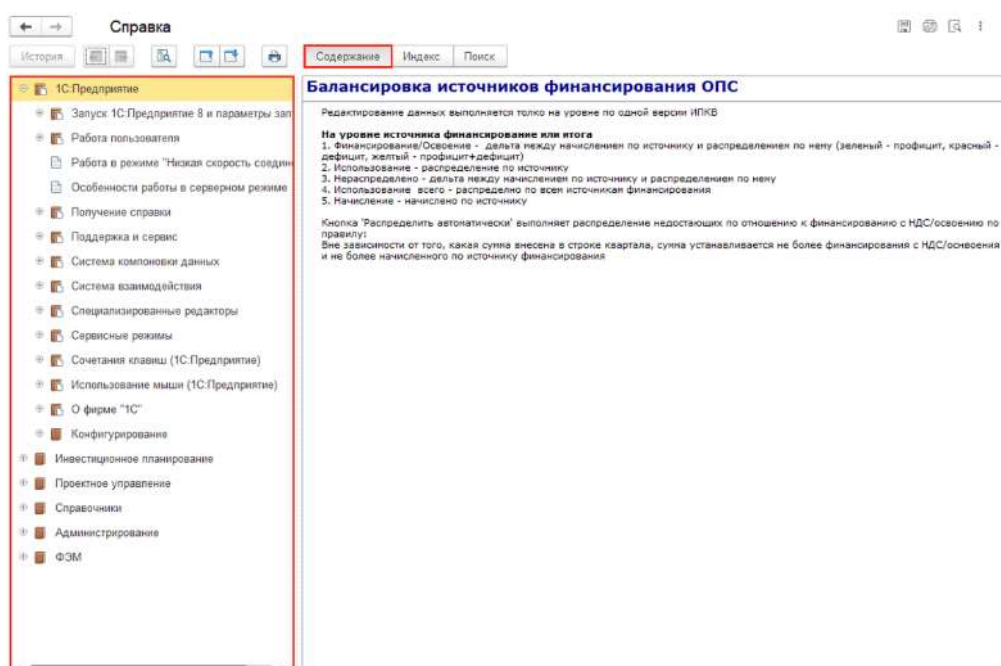 Справка
История
Содержание Индекс Поиск
1С:Предприятие
Запуск 1С:Предприятие 8 и параметры зап
Работа пользователя
Работа в режиме "Низкая скорость соедин
Особенности работы в серверном режиме
Получение справки
Поддержка и сервис
Система компоновки данных
Система взаимодействия
Специализированные редакторы
Сервисные режимы
Сочетания клавиш (1С:Предприятие)
Использование мыши (1С:Предприятие)
О фирме "1С"
Конфигурирование
Инвестиционное планирование
Проектное управление
Справочники
Администрирование
ФЭМ
Балансировка источников финансирования ОПС
Редактирование данных выполняется толко на уровне по одной версии ИПКВ
На уровне источника финансирование или итога
1. Финансирование/Освоение - дельта между начислением по источнику и распределением по нему (зеленый - профицит, красный -
дефицит, желтый - профицит+дефицит)
2. Использование - распределение по источнику
3. Нераспределено - дельта между начислением по источнику и распределением по нему
4. Использование всего - распределно по всем источникам финансирования
5. Начисление - начислено по источнику
Кнопка 'Распределить автоматически' выполняет распределение недостающих по отношению к финансированию с НДС/освоению по
правилу:
Вне зависимости от того, какая сумма внесена в строке квартала, сумма устанавливается не более финансирования с НДС/оснвоения
и не более начисленного по источнику финансирования